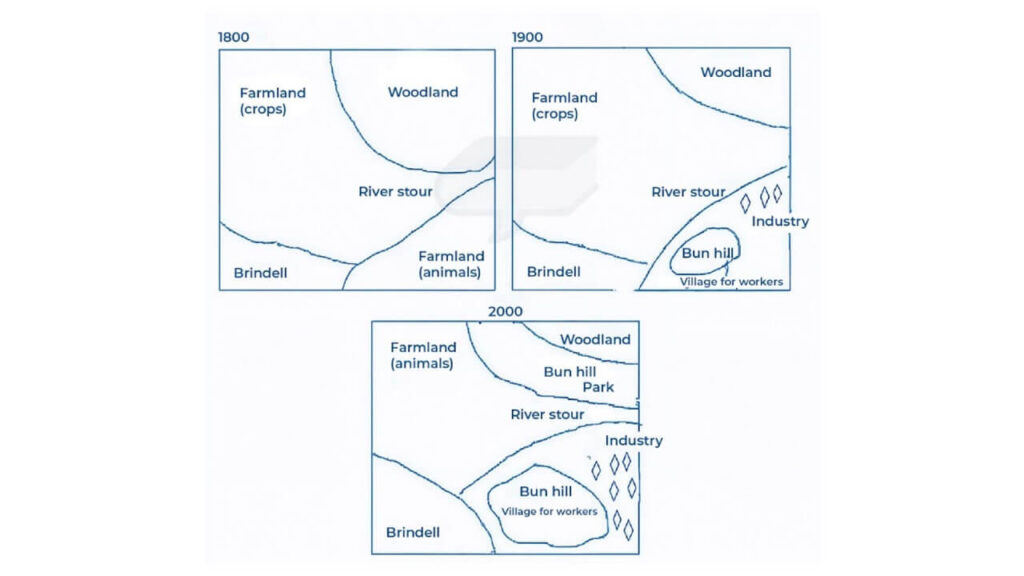 1800
Farmland
(crops)
Woodland
River stour
Brindell
Farmland
(animals)
1900
Woodland
Farmland
(crops)
River stour
Industry
Bun hill
Brindell
Village for workers
2000
Farmland
(animals)
Woodland
Bun hill
Park
River stour
Industry
Bun hill
Village for workers
Brindell